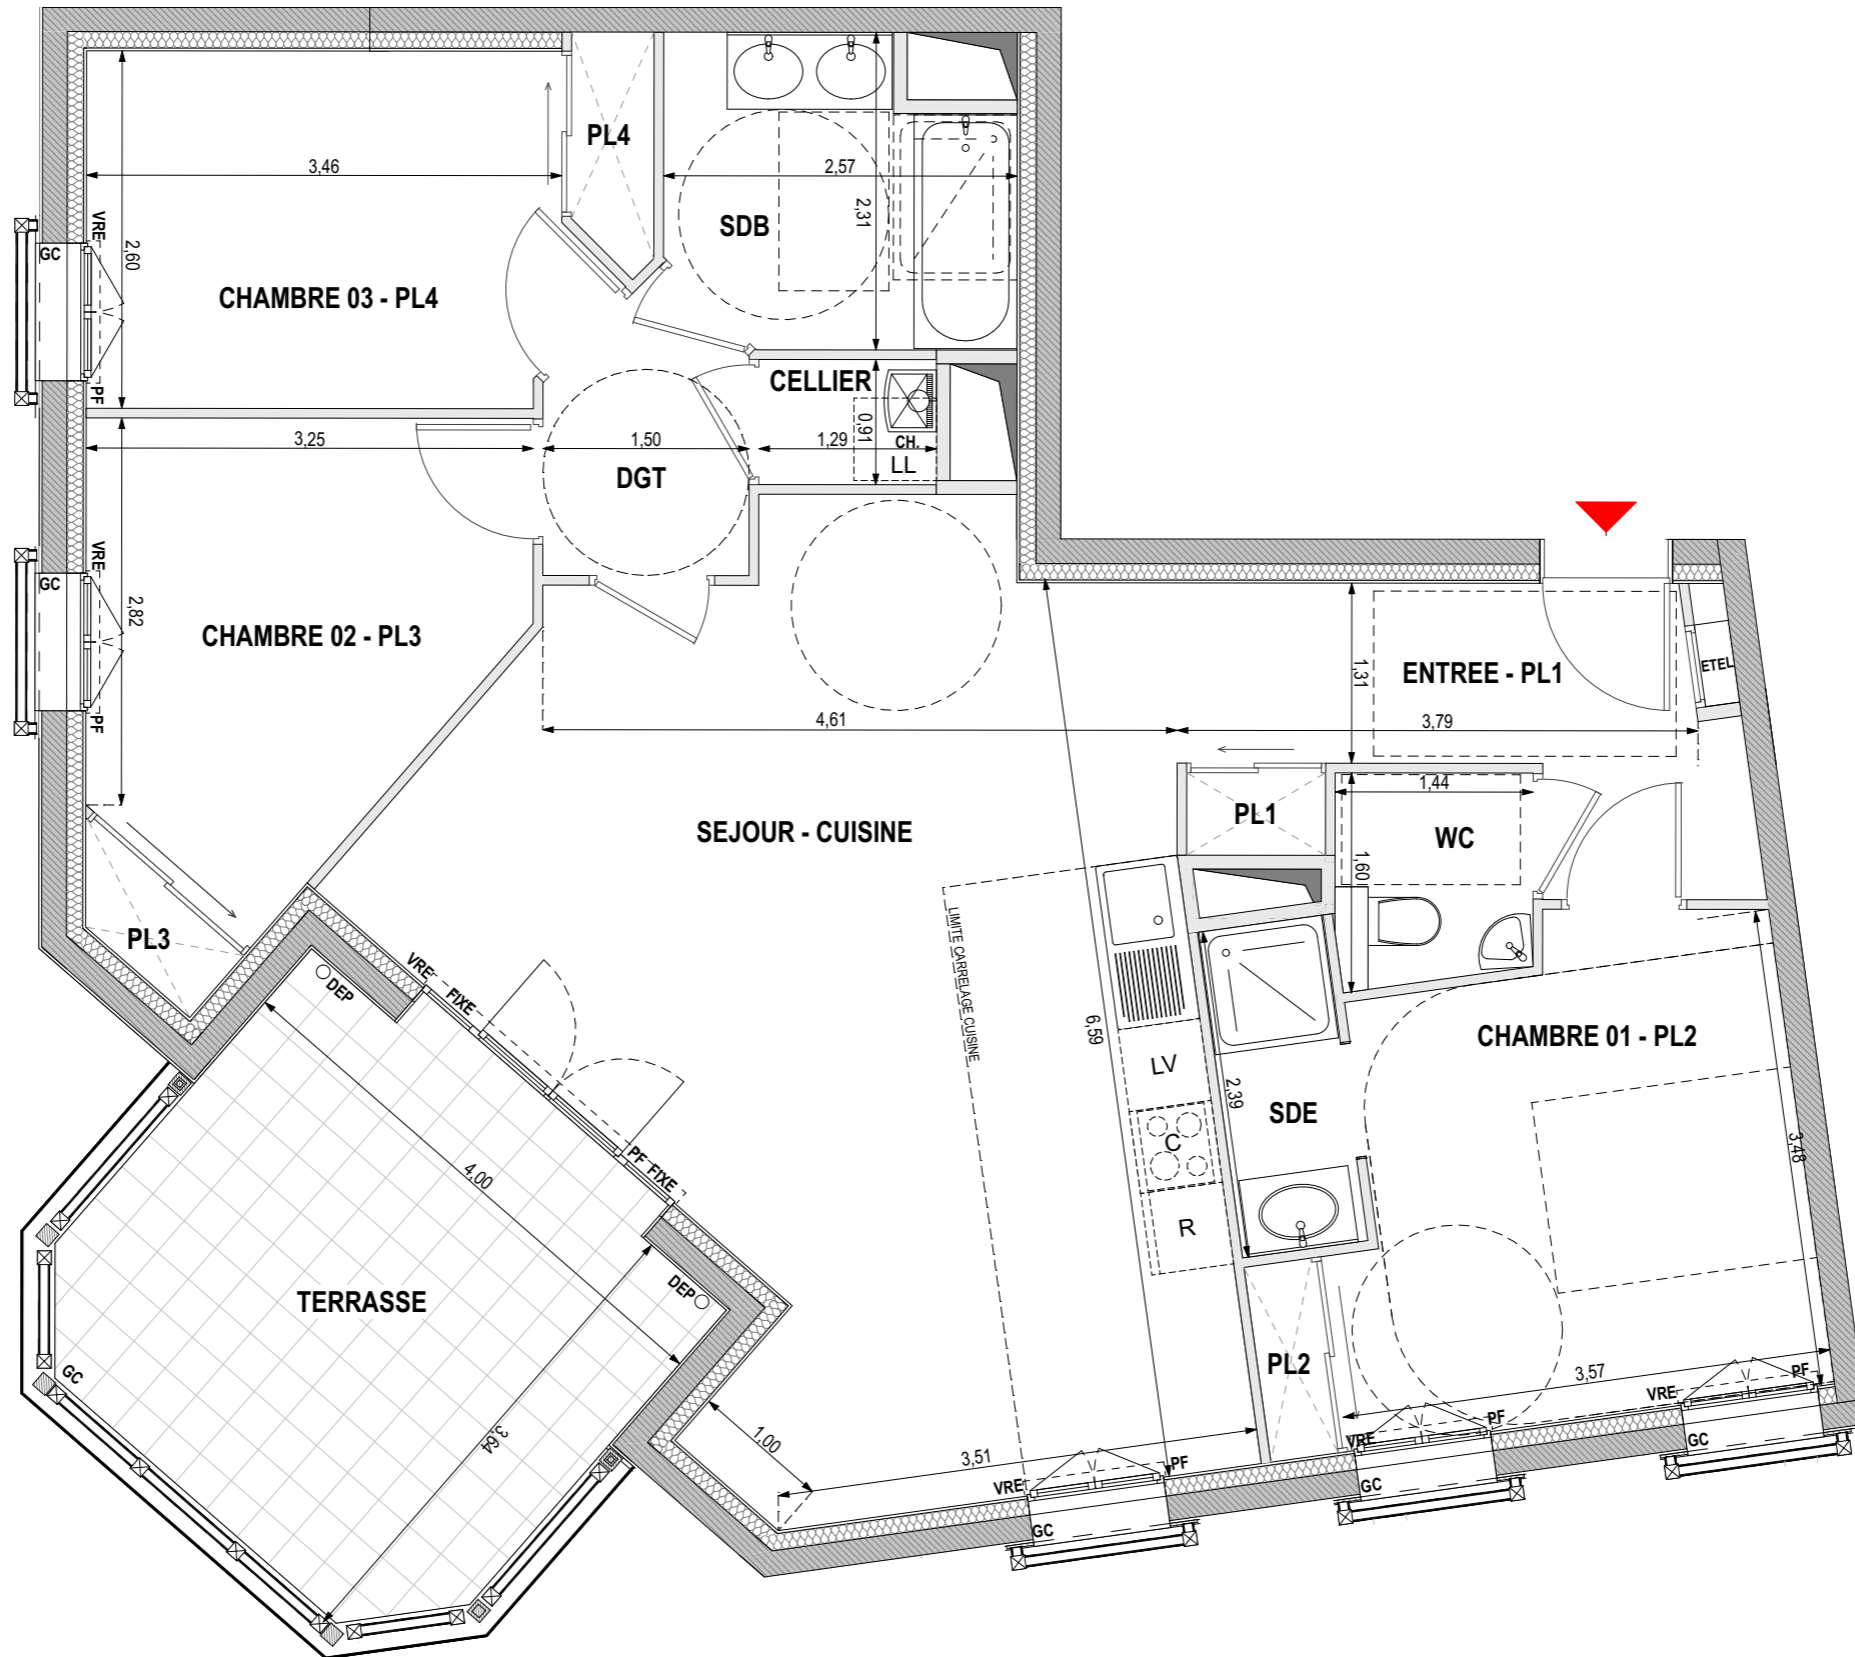 PL4
3,46
2,57
SDB
2,31
VRE
GC
2,60
CHAMBRE 03 - PL4
PF
CELLIER
0,91
3,25
1,50
1,29
CH.
LL
DGT
VRE
GC
2,82
CHAMBRE 02 - PL3
PF
1,31
ENTREE - PL1
ETEL
4,61
3,79
1,44
PL1
WC
SEJOUR - CUISINE
1,60
PL3
LIMITE CARRELAGE CUISINE
VRE
FIXE
DEP
6,59
CHAMBRE 01 - PL2
LV
2,39
SDE
C
3,48
PF
FIXE
4,00
R
DEP
TERRASSE
PL2
3,57
GC
VRE
PF
3,64
1,00
3,51
VRE
PF
VRE
PF
GC
GC
GC